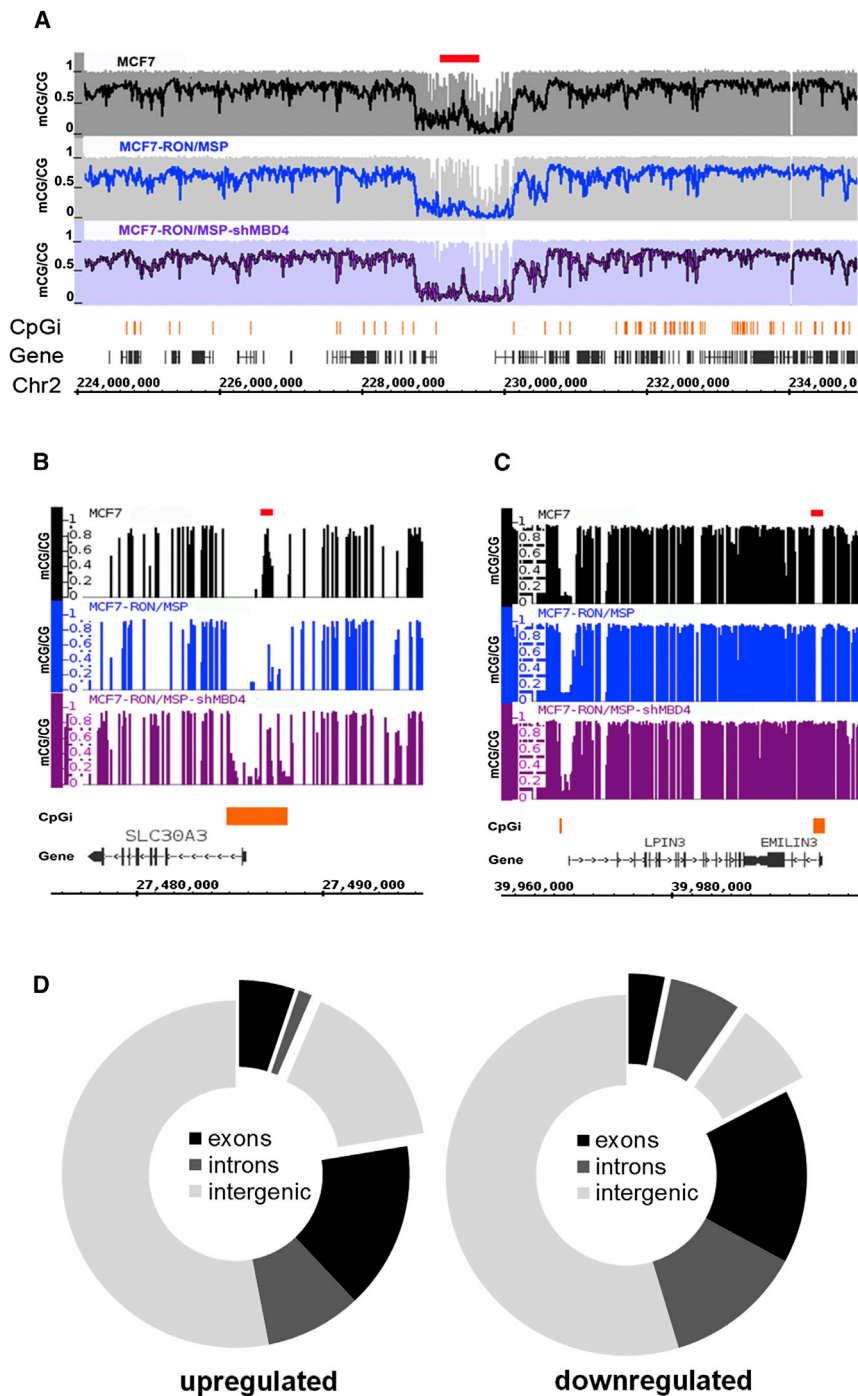 A
MCF7
mCG/CG
1
0.5
0
MCF7-RON/MSP
mCG/CG
1
0.5
0
MCF7-RON/MSP-shMBD4
mCG/CG
1
0.5
0
CpGi
Gene
Chr2
224,000,000 226,000,000 228,000,000 230,000,000 232,000,000 234,000,0
B
MCF7
mCG/CG
1
0.8
0.6
0.4
0.2
0
MCF7-RON/MSP
mCG/CG
1
0.8
0.6
0.4
0.2
0
MCF7-RON/MSP-shMBD4
mCG/CG
1
0.8
0.6
0.4
0.2
0
CpGi
SLC30A3
Gene
27,480,000 27,490,000
C
MCF7
mCG/CG
1
0.8
0.6
0.4
0.2
0
MCF7-RON/MSP
mCG/CG
1
0.8
0.6
0.4
0.2
0
MCF7-RON/MSP-shMBD4
mCG/CG
1
0.8
0.6
0.4
0.2
0
CpGi
LPIN3 EMILIN3
Gene
39,960,000 39,980,000
D
exons
introns
intergenic
upregulated
exons
introns
intergenic
downregulated